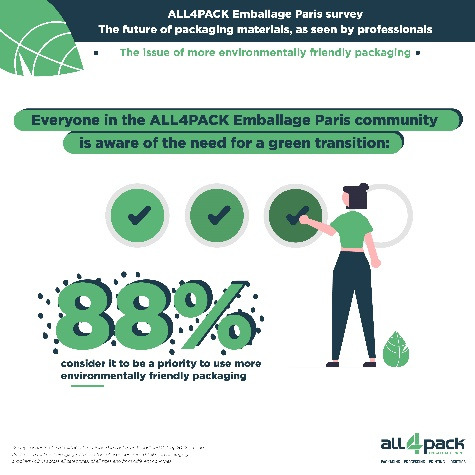 ALL4PACK Emballage Paris survey
The future of packaging materials, as seen by professionals
• The issue of more environmentally friendly packaging •
Everyone in the ALL4PACK Emballage Paris community
is aware of the need for a green transition:
88%
consider it to be a priority to use more
environmentally friendly packaging
all4pack